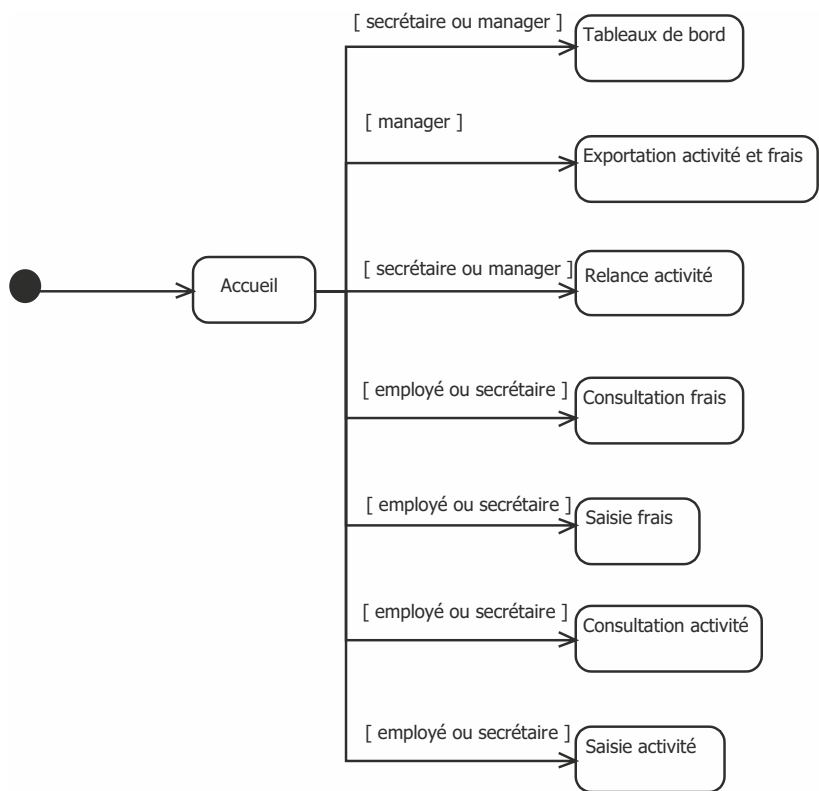 [ secrétaire ou manager ]
Tableaux de bord
[ manager ]
Exportation activité et frais
Accueil
[ secrétaire ou manager ]
Relance activité
[ employé ou secrétaire ]
Consultation frais
[ employé ou secrétaire ]
Saisie frais
[ employé ou secrétaire ]
Consultation activité
[ employé ou secrétaire ]
Saisie activité